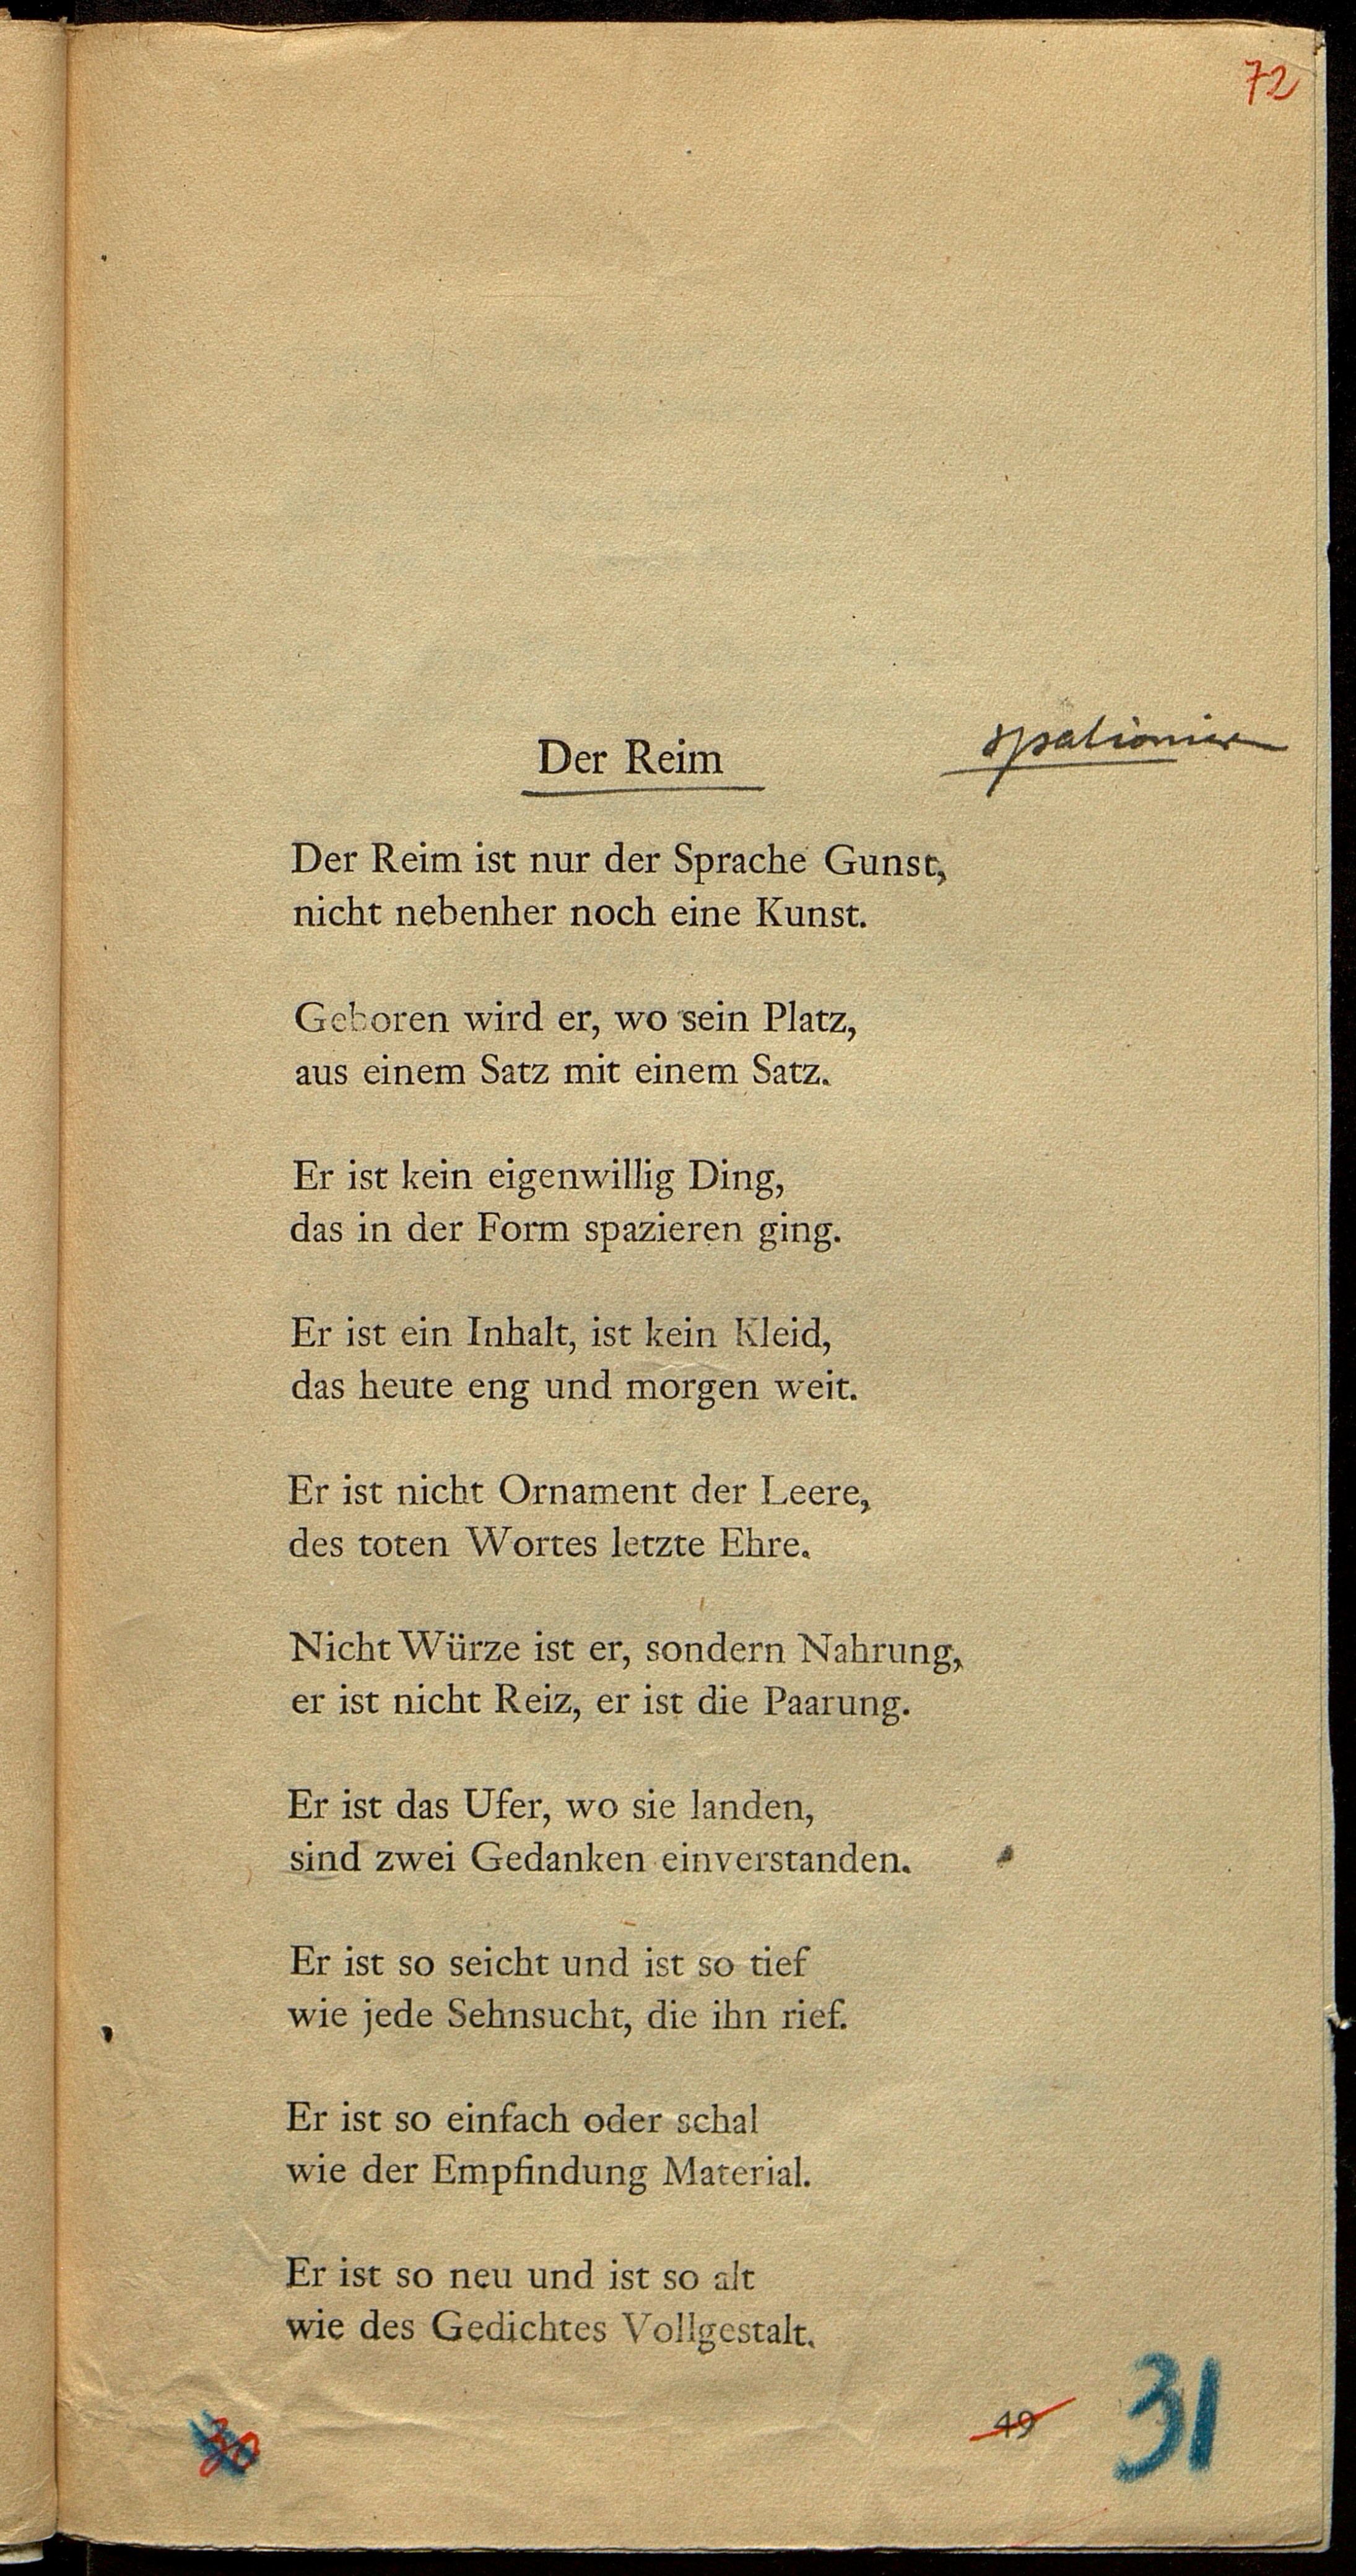 72
Der Reim
spationier
Der Reim ist nur der Sprache Gunst,
nicht nebenher noch eine Kunst.
Geboren wird er, wo sein Platz,
aus einem Satz mit einem Satz.
Er ist kein eigenwillig Ding,
das in der Form spazieren ging.
Er ist ein Inhalt, ist kein Kleid,
das heute eng und morgen weit.
Er ist nicht Ornament der Leere,
des toten Wortes letzte Ehre.
Nicht Würze ist er, sondern Nahrung,
er ist nicht Reiz, er ist die Paarung.
Er ist das Ufer, wo sie landen,
sind zwei Gedanken einverstanden.
Er ist so seicht und ist so tief
wie jede Sehnsucht, die ihn rief.
Er ist so einfach oder schal
wie der Empfindung Material.
Er ist so neu und ist so alt
wie des Gedichtes Vollgestalt.
30
49
31